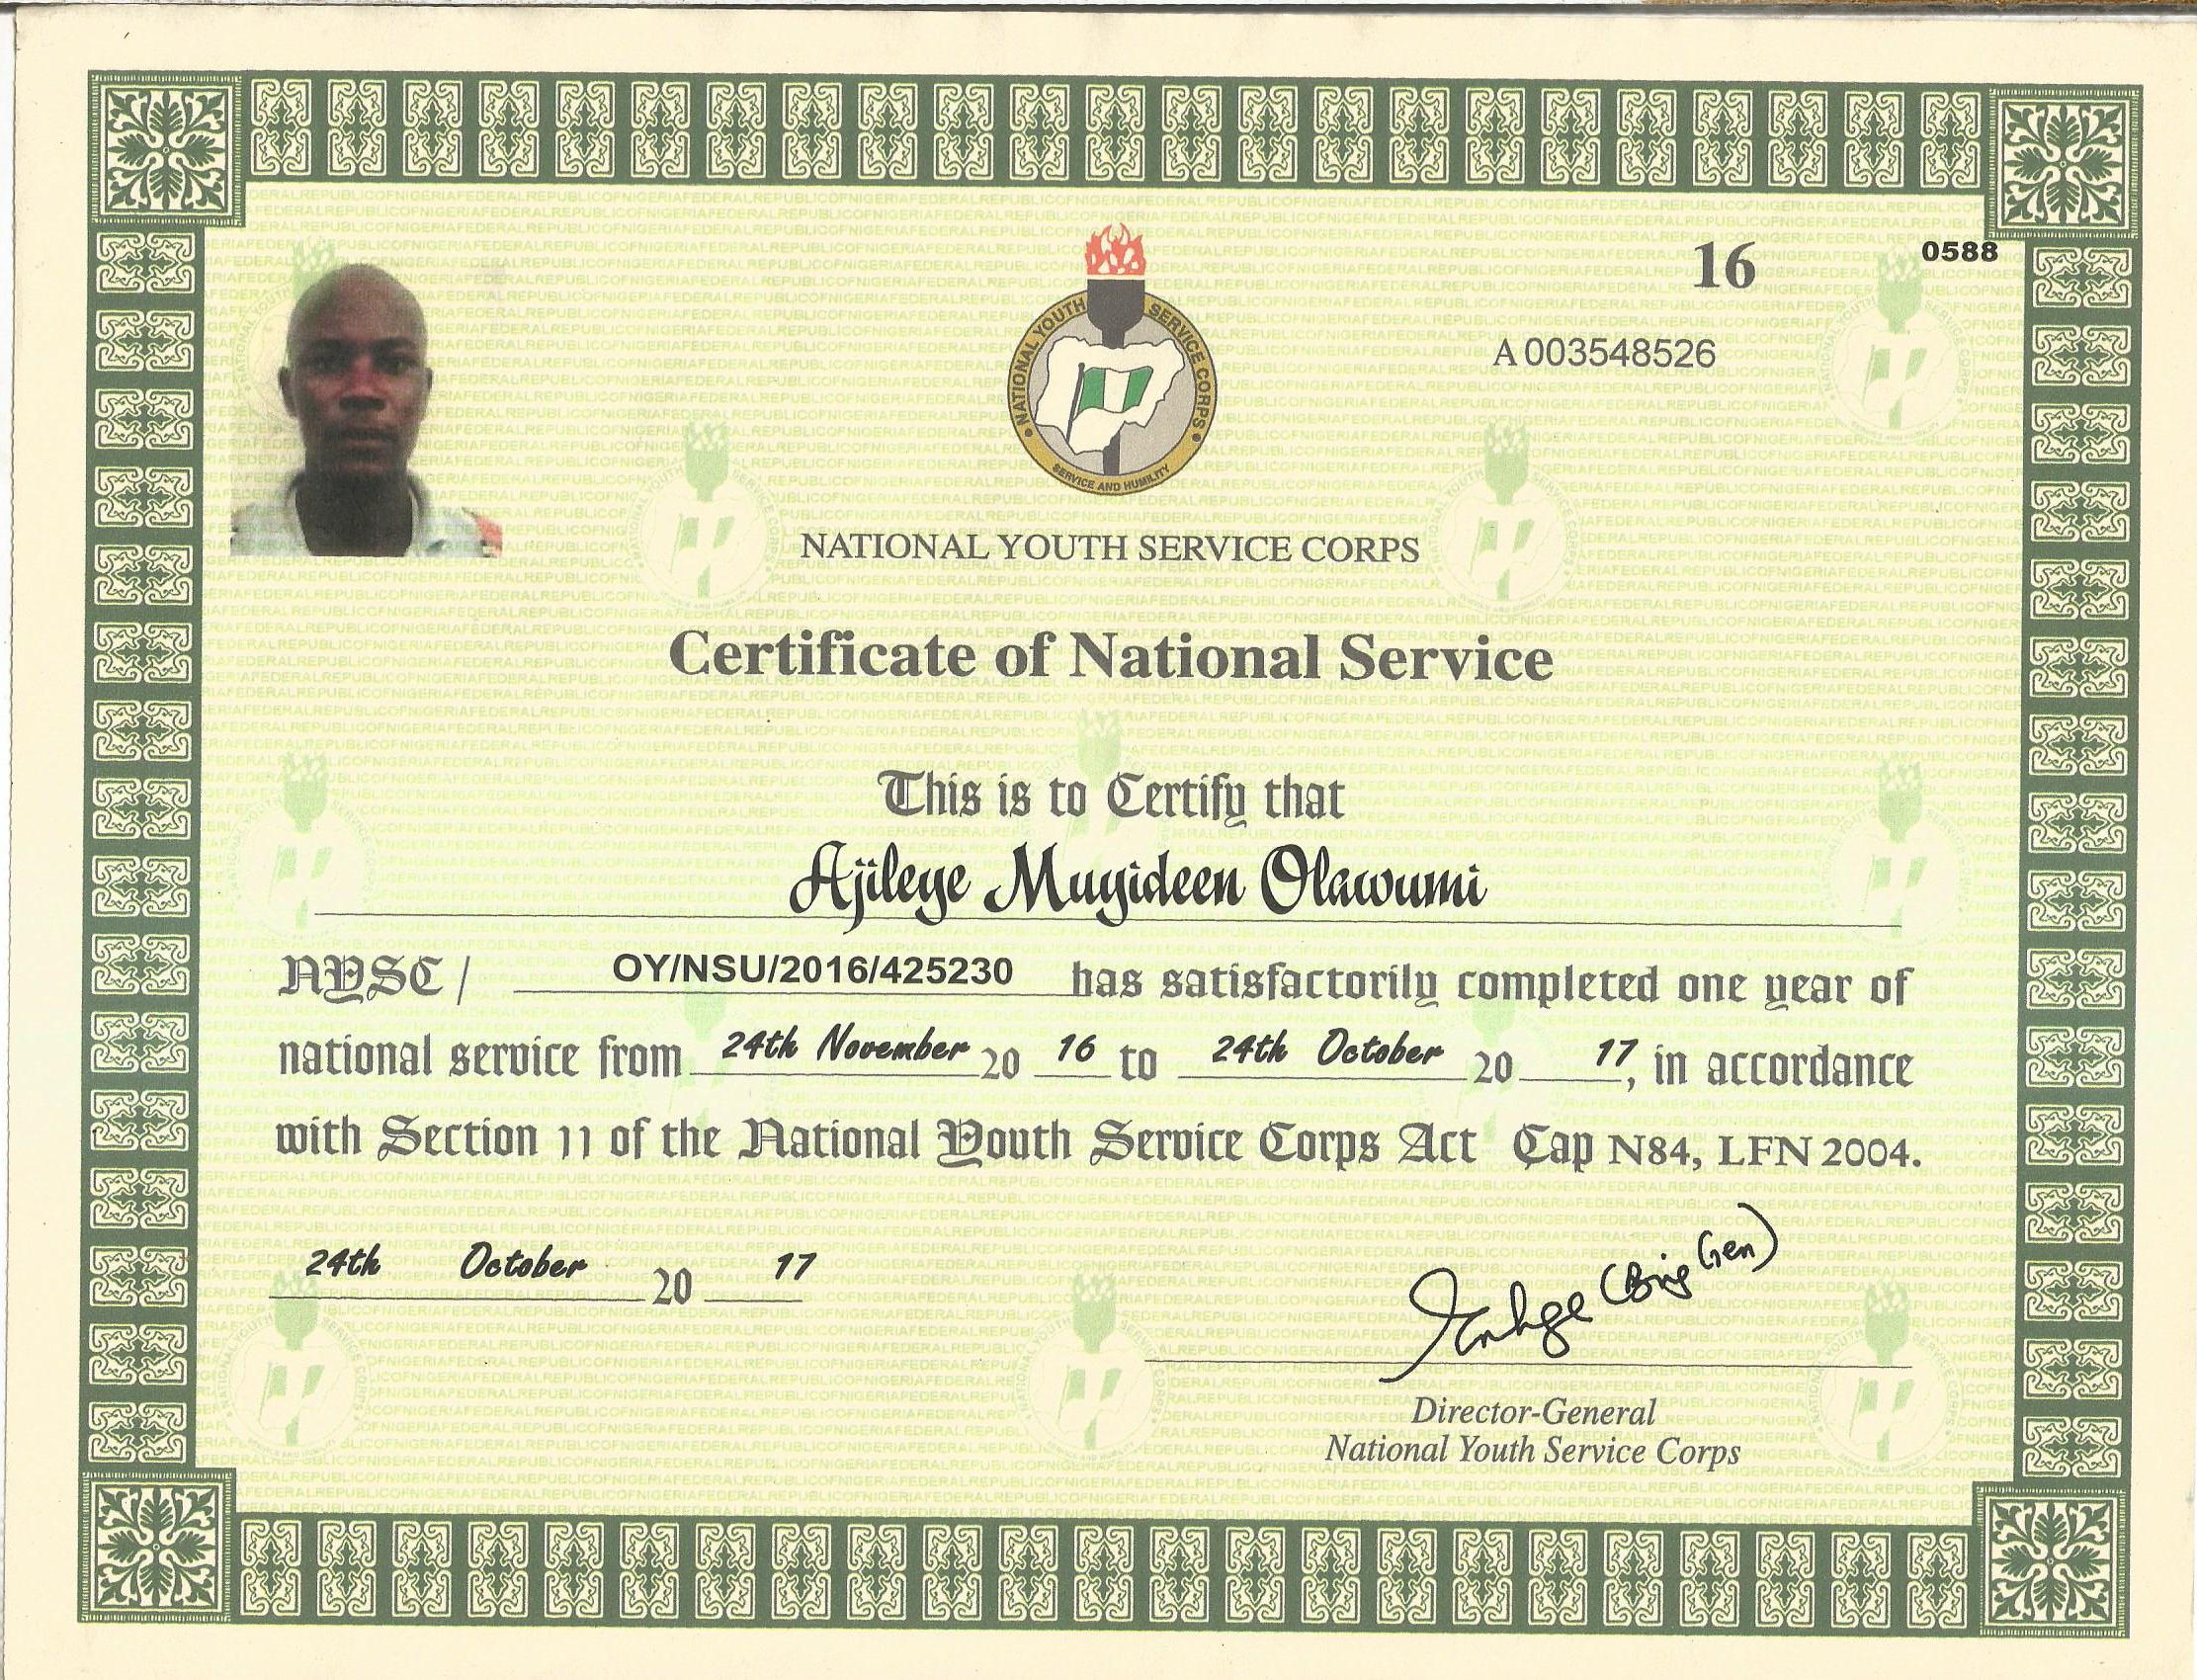 16
0588
A 003548526
NATIONAL YOUTH SERVICE CORPS
SERVICE AND HUMILITY
NATIONAL YOUTH SERVICE CORPS
Certificate of National Service
This is to Certify that
Ajileye Muyideen Olawumi
NYSC / OY/NSU/2016/425230 has satisfactorily completed one year of
national service from 24th November 20 16 to 24th October 20 17, in accordance
with Section 11 of the National Youth Service Corps Act Cap N84, LFN 2004.
24th October 20 17
(Brig Gen)
Director-General
National Youth Service Corps